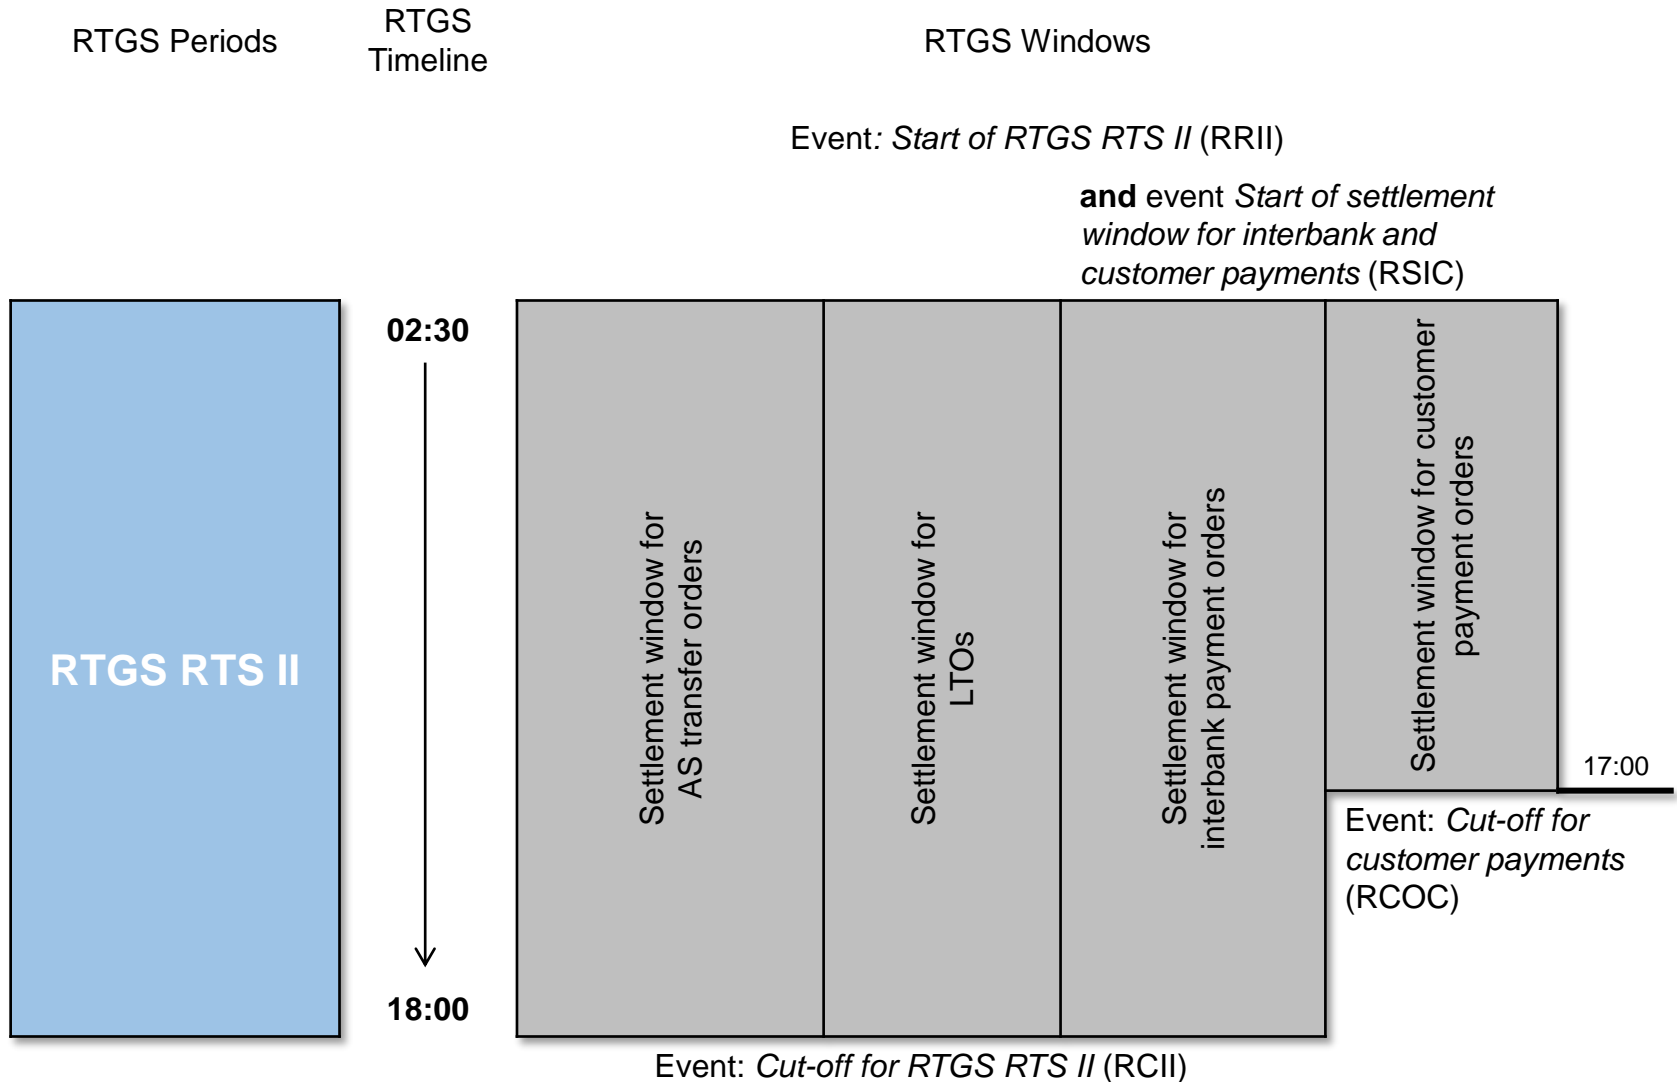 RTGS Periods
RTGS
Timeline
RTGS Windows
Event: Start of RTGS RTS II (RRII)
and event Start of settlement
window for interbank and
customer payments (RSIC)
RTGS RTS II
02:30
18:00
Settlement window for
AS transfer orders
Settlement window for
LTOs
Settlement window for
interbank payment orders
Settlement window for customer
payment orders
17:00
Event: Cut-off for
customer payments
(RCOC)
Event: Cut-off for RTGS RTS II (RCII)